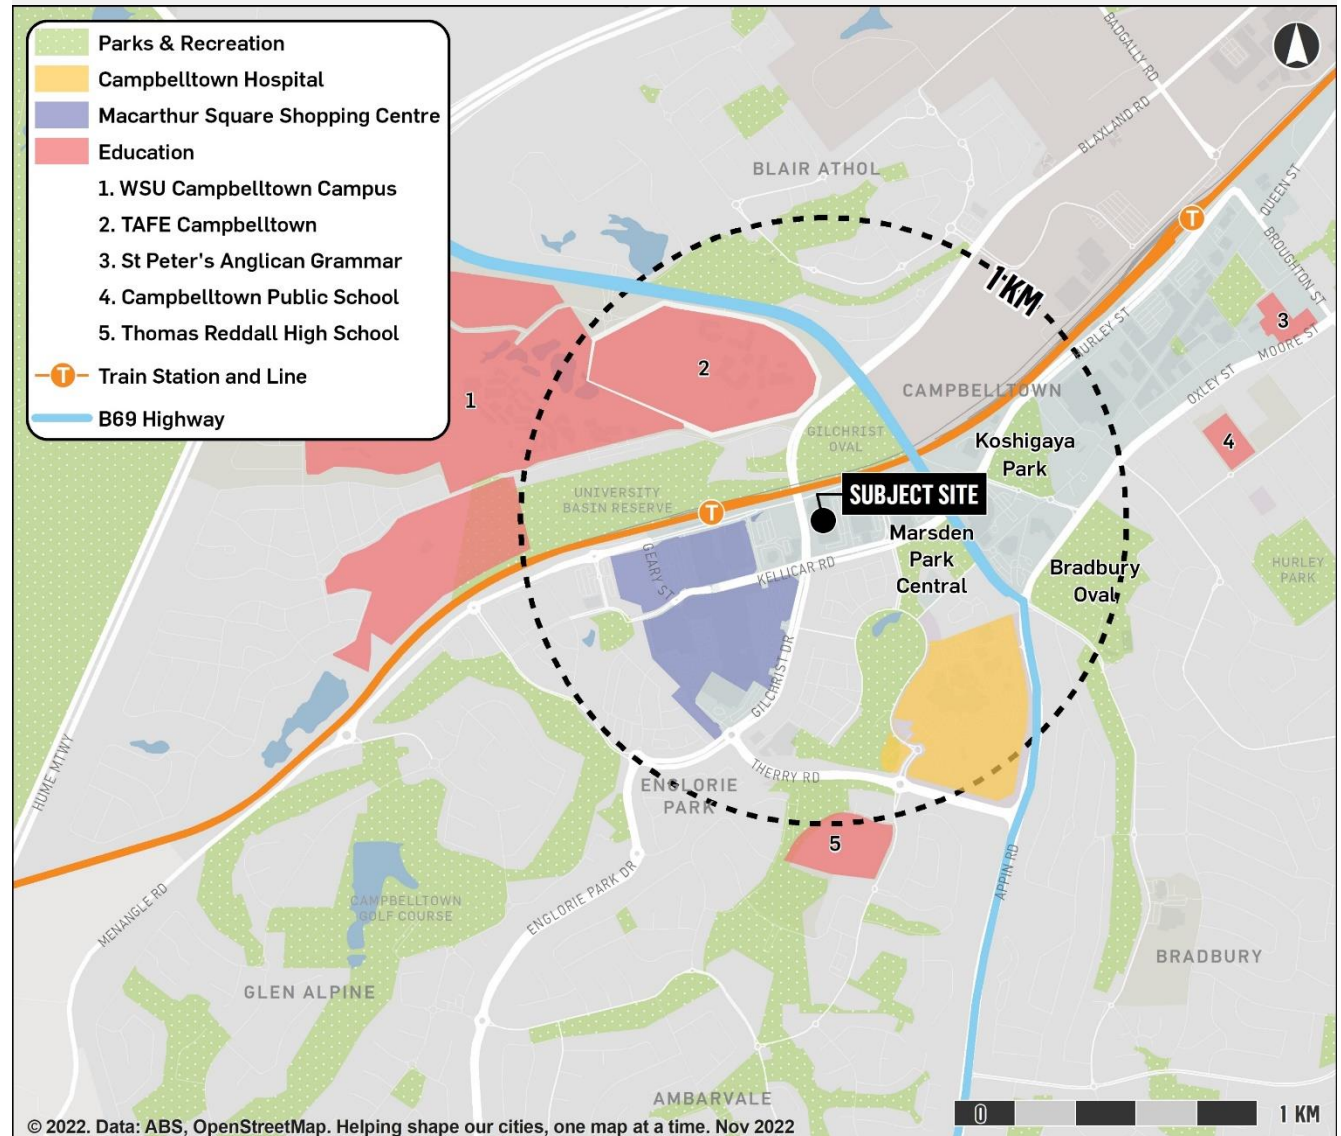 Parks & Recreation
Campbelltown Hospital
Macarthur Square Shopping Centre
Education
1. WSU Campbelltown Campus
2. TAFE Campbelltown
3. St Peter's Anglican Grammar
4. Campbelltown Public School
5. Thomas Reddall High School
T Train Station and Line
B69 Highway
BADGALLY RD
BLAXLAND RD
BLAIR ATHOL
QUEEN ST
T
BROUGHTON ST
1 KM
3
HURLEY ST
MOORE ST
2
OXLEY ST
1
CAMPBELLTOWN
GILCHRIST
OVAL
Koshigaya
Park
4
UNIVERSITY
BASIN RESERVE
T
SUBJECT SITE
Marsden
Park
Central
GEARY ST
KELLICAR RD
Bradbury
Oval
HURLEY
PARK
GILCHRIST DR
HUME MTWY
THERRY RD
ENGLORIE
PARK
5
APPIN RD
CAMPBELLTOWN
GOLF COURSE
MENANGLE RD
ENGLORIE PARK DR
BRADBURY
GLEN ALPINE
AMBARVALE
0 1 KM
© 2022. Data: ABS, OpenStreetMap. Helping shape our cities, one map at a time. Nov 2022